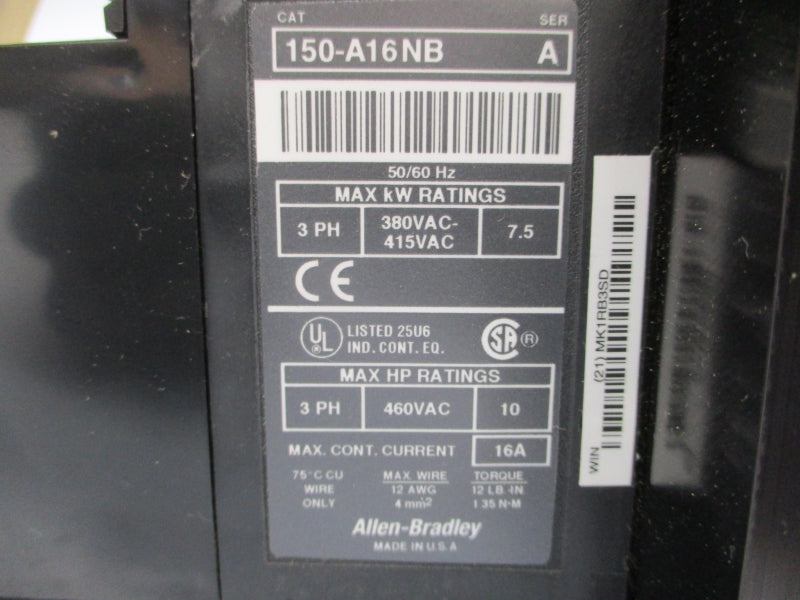 CAT SER
150-A16NB A
50/60 Hz
MAX kW RATINGS
3 PH 380VAC-415VAC 7.5
CE
UL LISTED 25U6
IND. CONT. EQ.
SA ®
MAX HP RATINGS
3 PH 460VAC 10
MAX. CONT. CURRENT 16A
75°C CU MAX. WIRE TORQUE
WIRE 12 AWG 12 LB.-IN
ONLY 4 mm² 1.35 N-M
Allen-Bradley
MADE IN U.S.A
WIN (21) MK1RB3SD